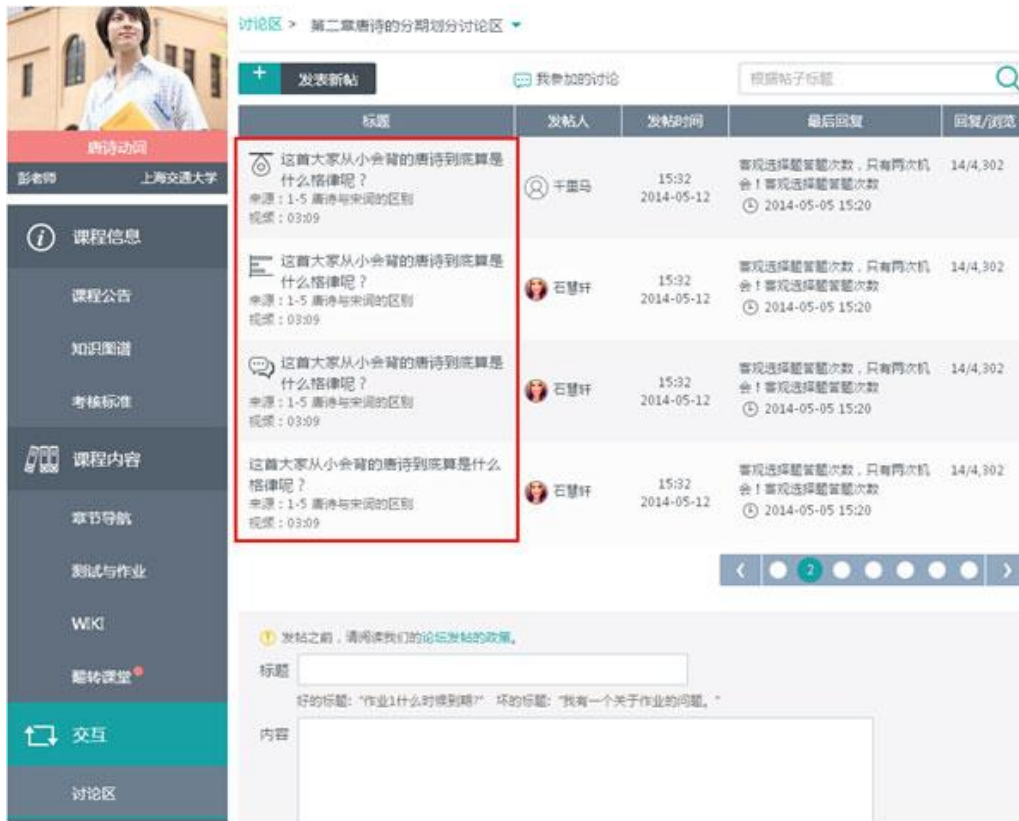 讨论区 > 第二章唐诗的分期划分讨论区
+ 发表新帖
我参加的讨论
根据帖子标题
标题 发帖人 发帖时间 最后回复 回复/浏览
唐诗动问
彭老师 上海交通大学
课程信息
课程公告
知识图谱
考核标准
课程内容
章节导航
测试与作业
WIKI
翻转课堂
交互
讨论区
这首大家从小会背的唐诗到底算是
什么格律呢？
来源：1-5 唐诗与宋词的区别
视频：03:09
千里马
15:32
2014-05-12
客观选择题答题次数，只有两次机
会！客观选择题答题次数
2014-05-05 15:20
14/4,302
这首大家从小会背的唐诗到底算是
什么格律呢？
来源：1-5 唐诗与宋词的区别
视频：03:09
石慧轩
15:32
2014-05-12
客观选择题答题次数，只有两次机
会！客观选择题答题次数
2014-05-05 15:20
14/4,302
这首大家从小会背的唐诗到底算是
什么格律呢？
来源：1-5 唐诗与宋词的区别
视频：03:09
石慧轩
15:32
2014-05-12
客观选择题答题次数，只有两次机
会！客观选择题答题次数
2014-05-05 15:20
14/4,302
这首大家从小会背的唐诗到底算是什么
格律呢？
来源：1-5 唐诗与宋词的区别
视频：03:09
石慧轩
15:32
2014-05-12
客观选择题答题次数，只有两次机
会！客观选择题答题次数
2014-05-05 15:20
14/4,302
2
发帖之前，请阅读我们的论坛发帖的政策。
标题
好的标题："作业1什么时候到期?" 坏的标题："我有一个关于作业的问题。"
内容